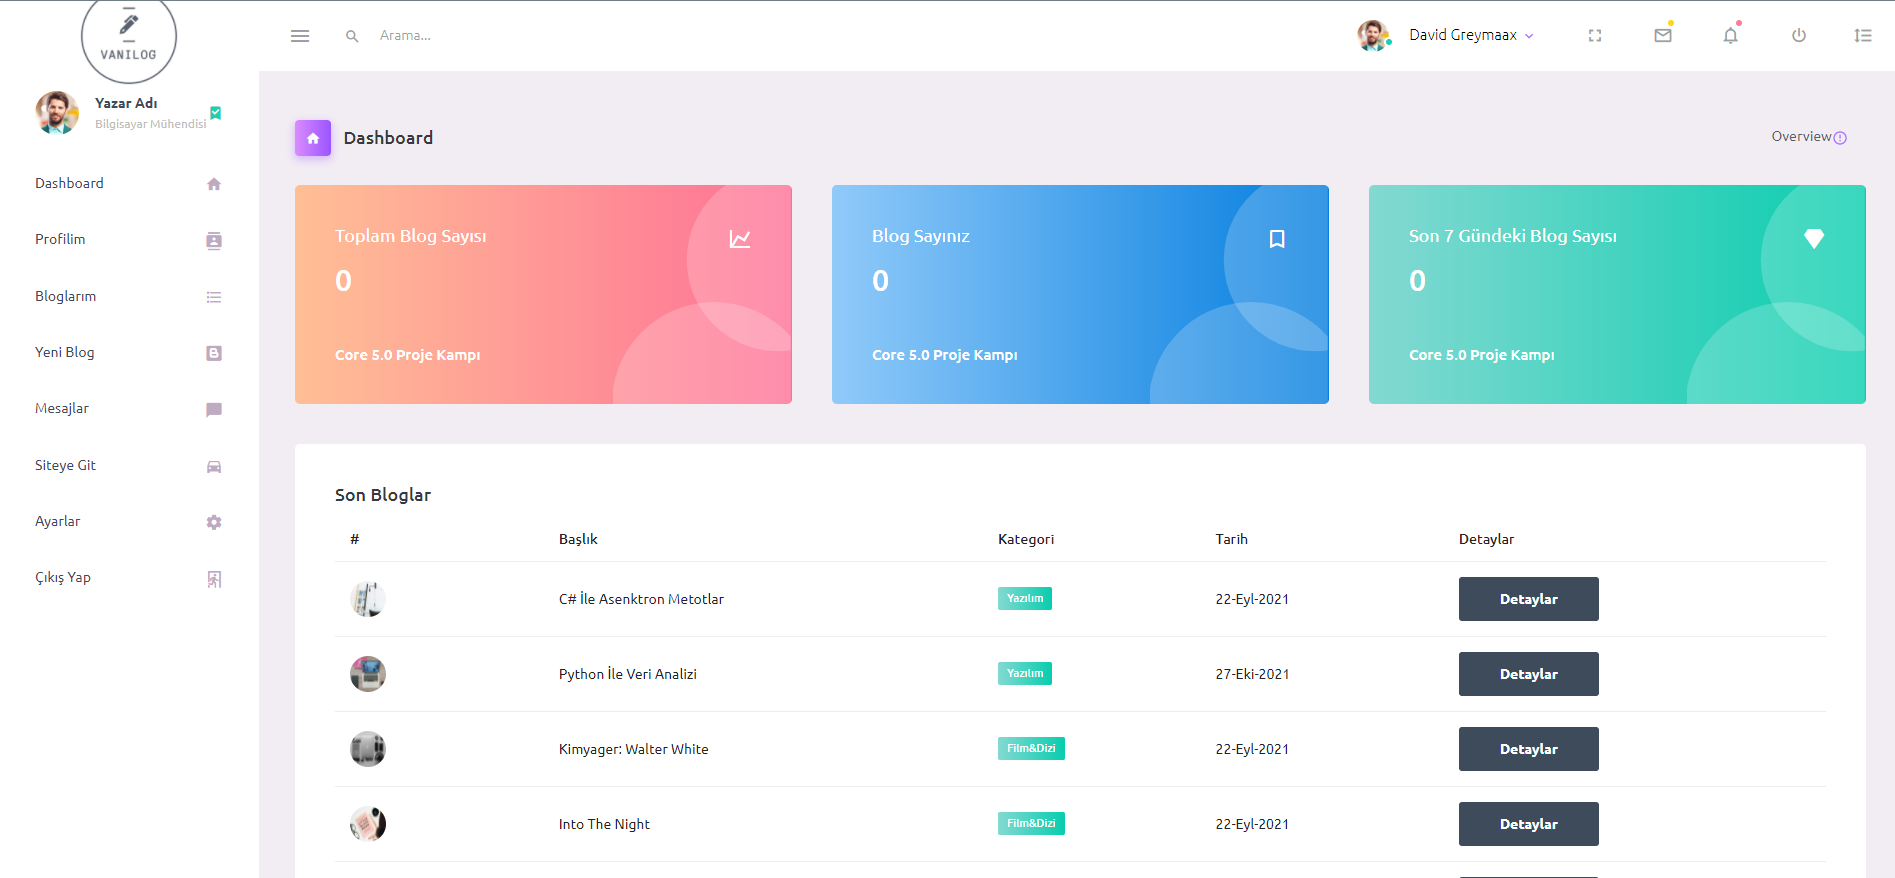 VANILOG
Arama...
David Greymaax
Yazar Adı
Bilgisayar Mühendisi
Dashboard
Profilim
Bloglarım
Yeni Blog
Mesajlar
Siteye Git
Ayarlar
Çıkış Yap
Dashboard
Overview
Toplam Blog Sayısı
0
Core 5.0 Proje Kampı
Blog Sayınız
0
Core 5.0 Proje Kampı
Son 7 Gündeki Blog Sayısı
0
Core 5.0 Proje Kampı
Son Bloglar
# Başlık Kategori Tarih Detaylar
C# İle Asenktron Metotlar Yazılım 22-Eyl-2021 Detaylar
Python İle Veri Analizi Yazılım 27-Eki-2021 Detaylar
Kimyager: Walter White Film&Dizi 22-Eyl-2021 Detaylar
Into The Night Film&Dizi 22-Eyl-2021 Detaylar